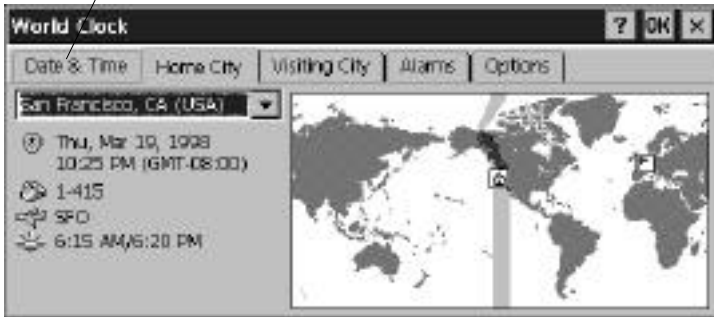 World Clock ? OK ×
Date & Time Home City Visiting City Alarms Options
San Francisco, CA (USA)
Thu, Mar 19, 1998
10:25 PM (GMT-08:00)
1-415
SFO
6:15 AM/6:20 PM